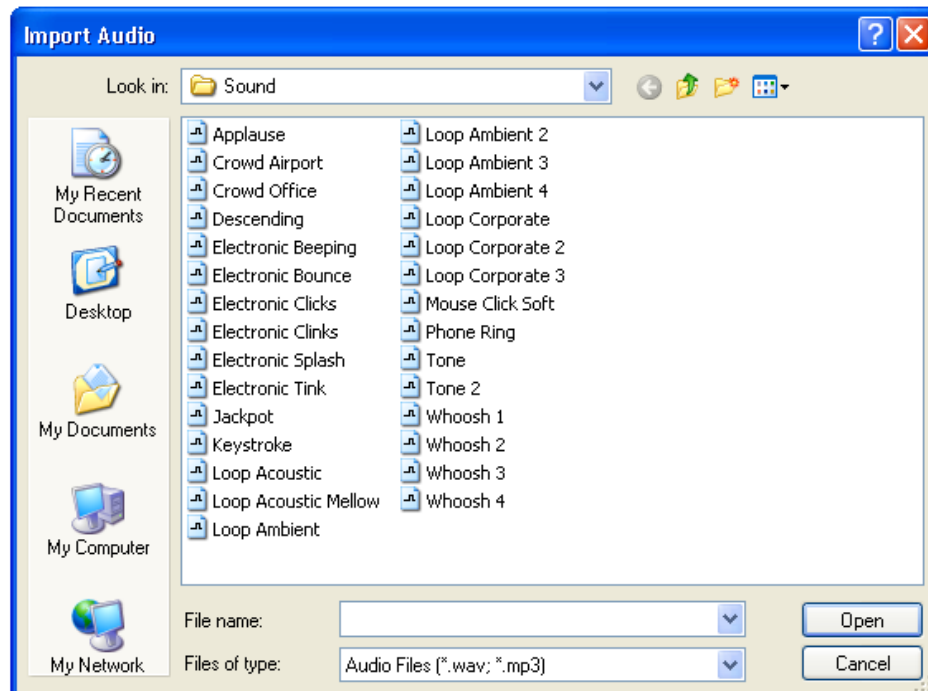 Import Audio
Look in:
Sound
My Recent
Documents
Desktop
My Documents
My Computer
My Network
Applause
Crowd Airport
Crowd Office
Descending
Electronic Beeping
Electronic Bounce
Electronic Clicks
Electronic Clinks
Electronic Splash
Electronic Tink
Jackpot
Keystroke
Loop Acoustic
Loop Acoustic Mellow
Loop Ambient
Loop Ambient 2
Loop Ambient 3
Loop Ambient 4
Loop Corporate
Loop Corporate 2
Loop Corporate 3
Mouse Click Soft
Phone Ring
Tone
Tone 2
Whoosh 1
Whoosh 2
Whoosh 3
Whoosh 4
File name:
Open
Files of type:
Audio Files (*.wav; *.mp3)
Cancel